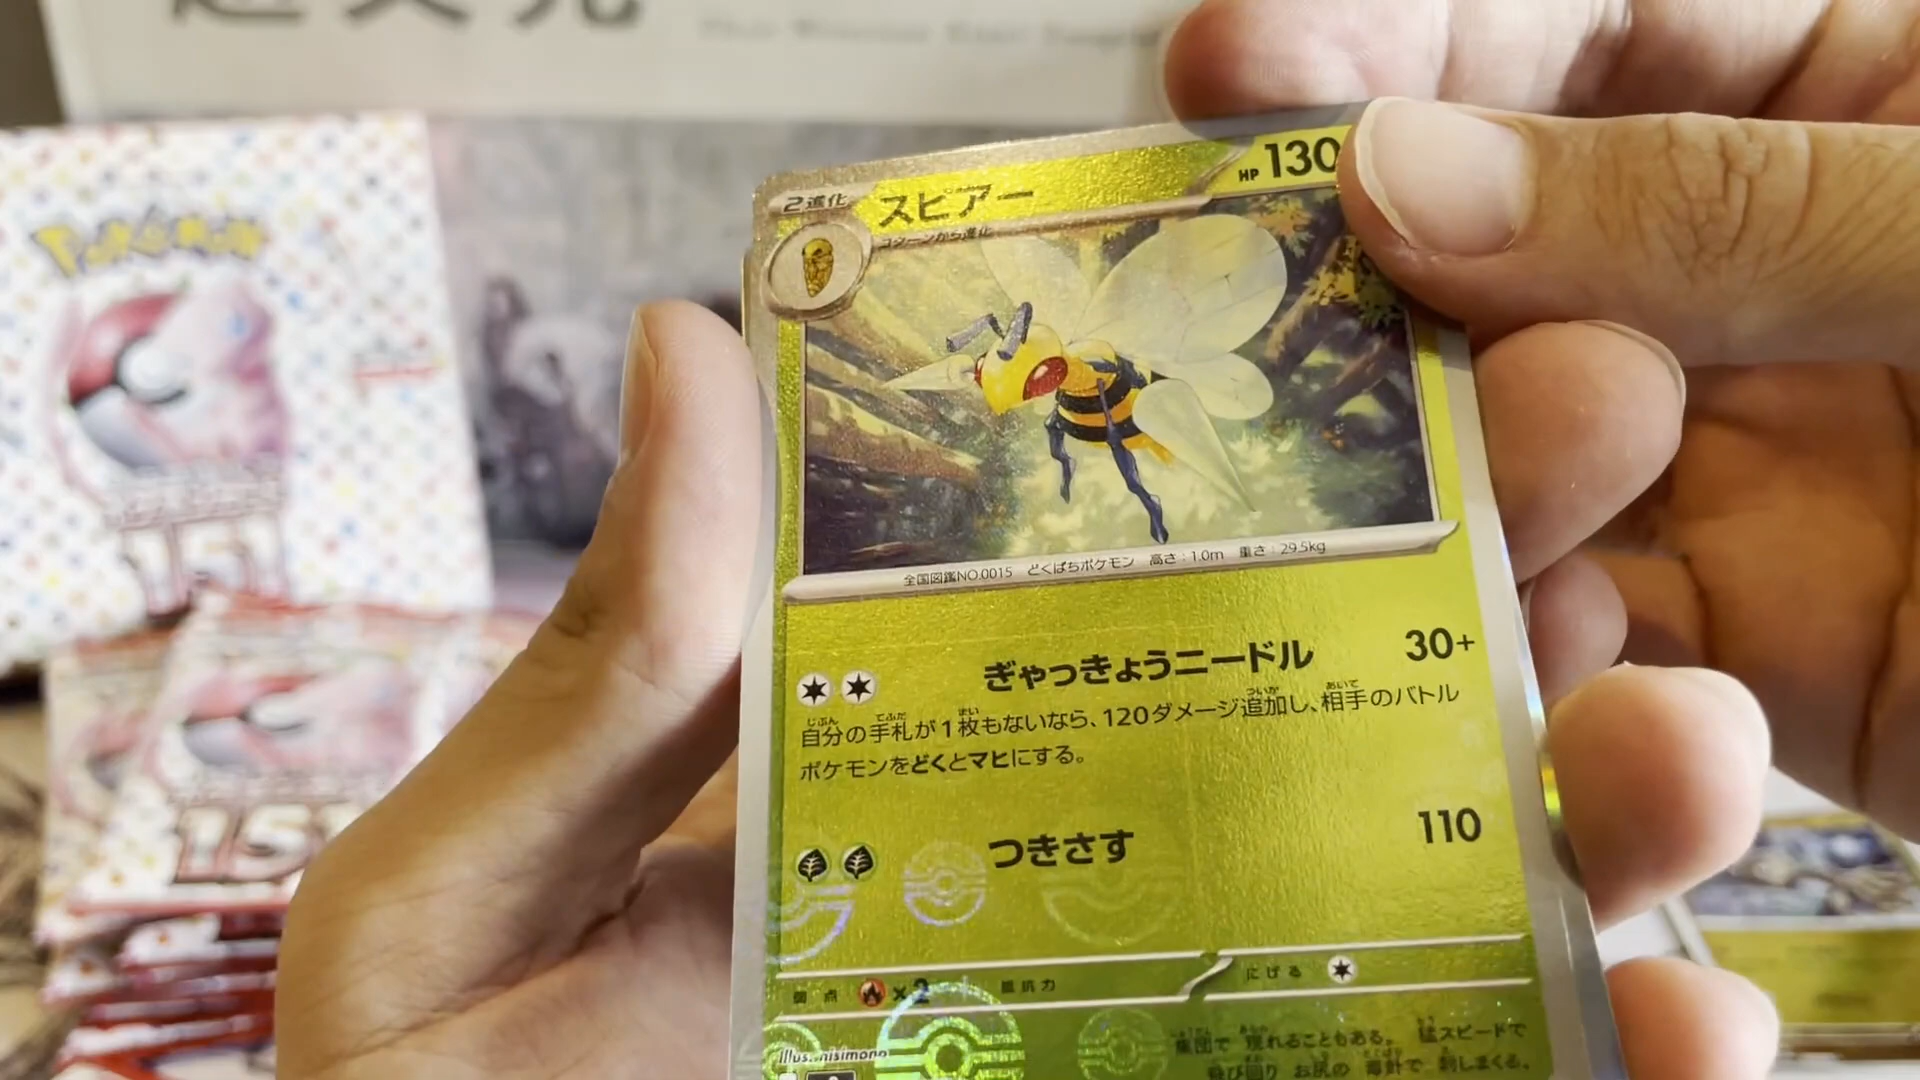 Pokémon
151
151
2進化
スピアー
HP 130
コクーンから進化
全国図鑑NO.0015 どくばちポケモン 高さ：1.0m 重さ：29.5kg
ぎゃっきょうニードル 30+
自分の手札が1枚もないなら、120ダメージ追加し、相手のバトル
ポケモンをどくとマヒにする。
つきさす 110
弱点 ×2 抵抗力 にげる
Illus. nisimono
集団で 現れることもある。 猛スピードで
飛び回り お尻の 毒針で 刺しまくる。